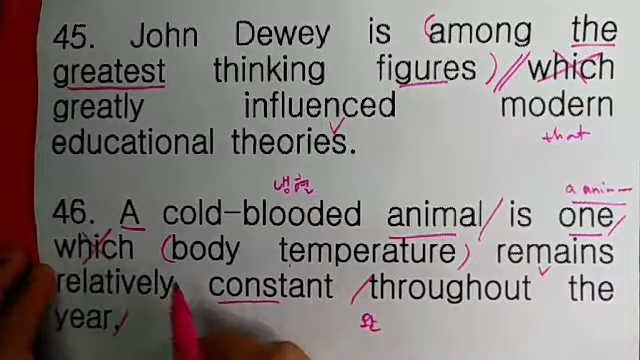 45. John Dewey is (among the
greatest thinking figures) // which
greatly influenced modern
that
educational theories.
냉혈
a anim
46. A cold-blooded animal / is one /
which (body temperature) remains
relatively constant / throughout the
year, /
완